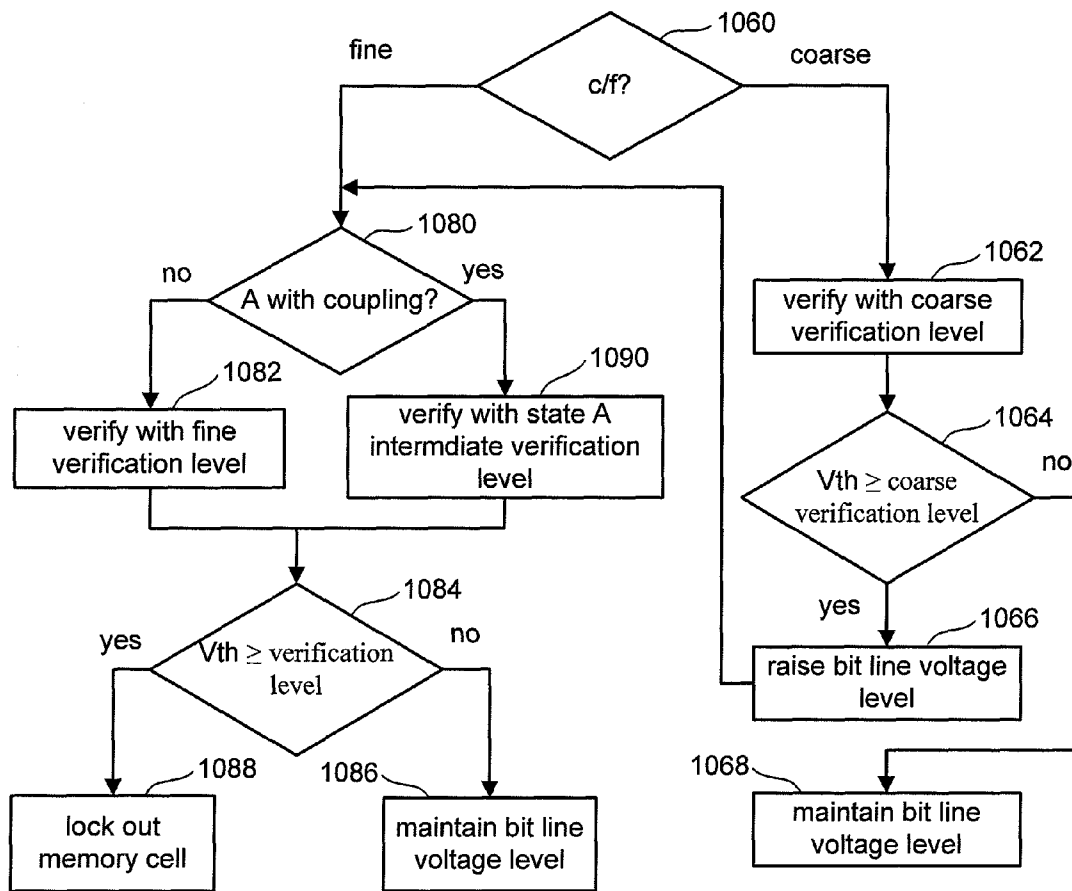 1060
fine
coarse
c/f?
1080
no
yes
A with coupling?
1062
verify with coarse
verification level
1082
verify with fine
verification level
1090
verify with state A
intermdiate verification
level
1064
no
Vth ≥ coarse
verification level
yes
1084
yes
no
Vth ≥ verification
level
1066
raise bit line voltage
level
1088
lock out
memory cell
1086
maintain bit line
voltage level
1068
maintain bit line
voltage level